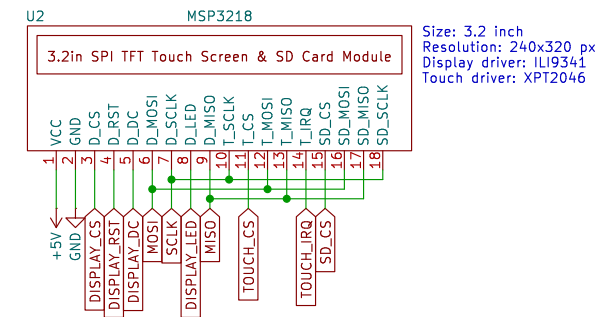 U2
MSP3218
3.2in SPI TFT Touch Screen & SD Card Module
Size: 3.2 inch
Resolution: 240x320 px
Display driver: ILI9341
Touch driver: XPT2046
VCC
GND
D_CS
D_RST
D_DC
D_MOSI
D_SCLK
D_LED
D_MISO
T_SCLK
T_CS
T_MOSI
T_MISO
T_IRQ
SD_CS
SD_MOSI
SD_MISO
SD_SCLK
1
2
3
4
5
6
7
8
9
10
11
12
13
14
15
16
17
18
+5V
GND
DISPLAY_CS
DISPLAY_RST
DISPLAY_DC
MOSI
SCLK
DISPLAY_LED
MISO
TOUCH_CS
TOUCH_IRQ
SD_CS